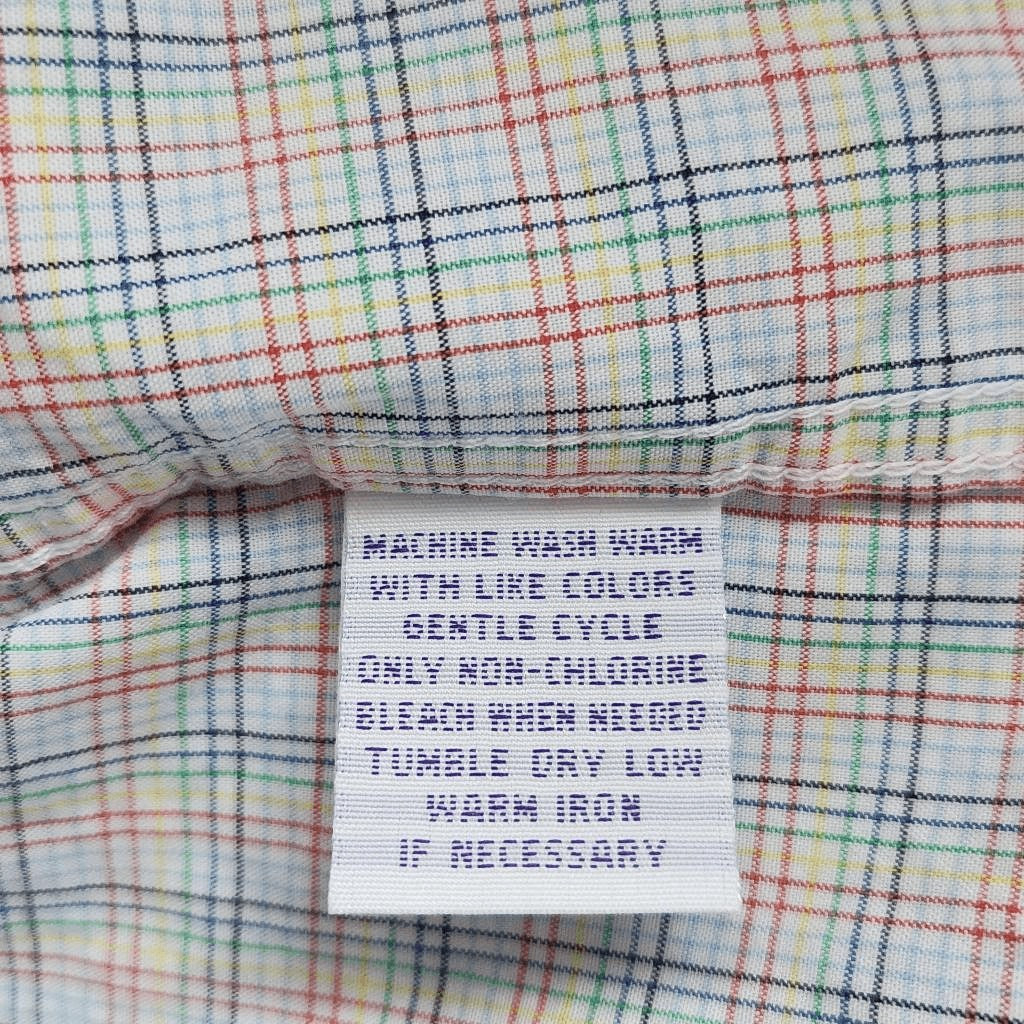 MACHINE WASH WARM
WITH LIKE COLORS
GENTLE CYCLE
ONLY NON-CHLORINE
BLEACH WHEN NEEDED
TUMBLE DRY LOW
WARM IRON
IF NECESSARY